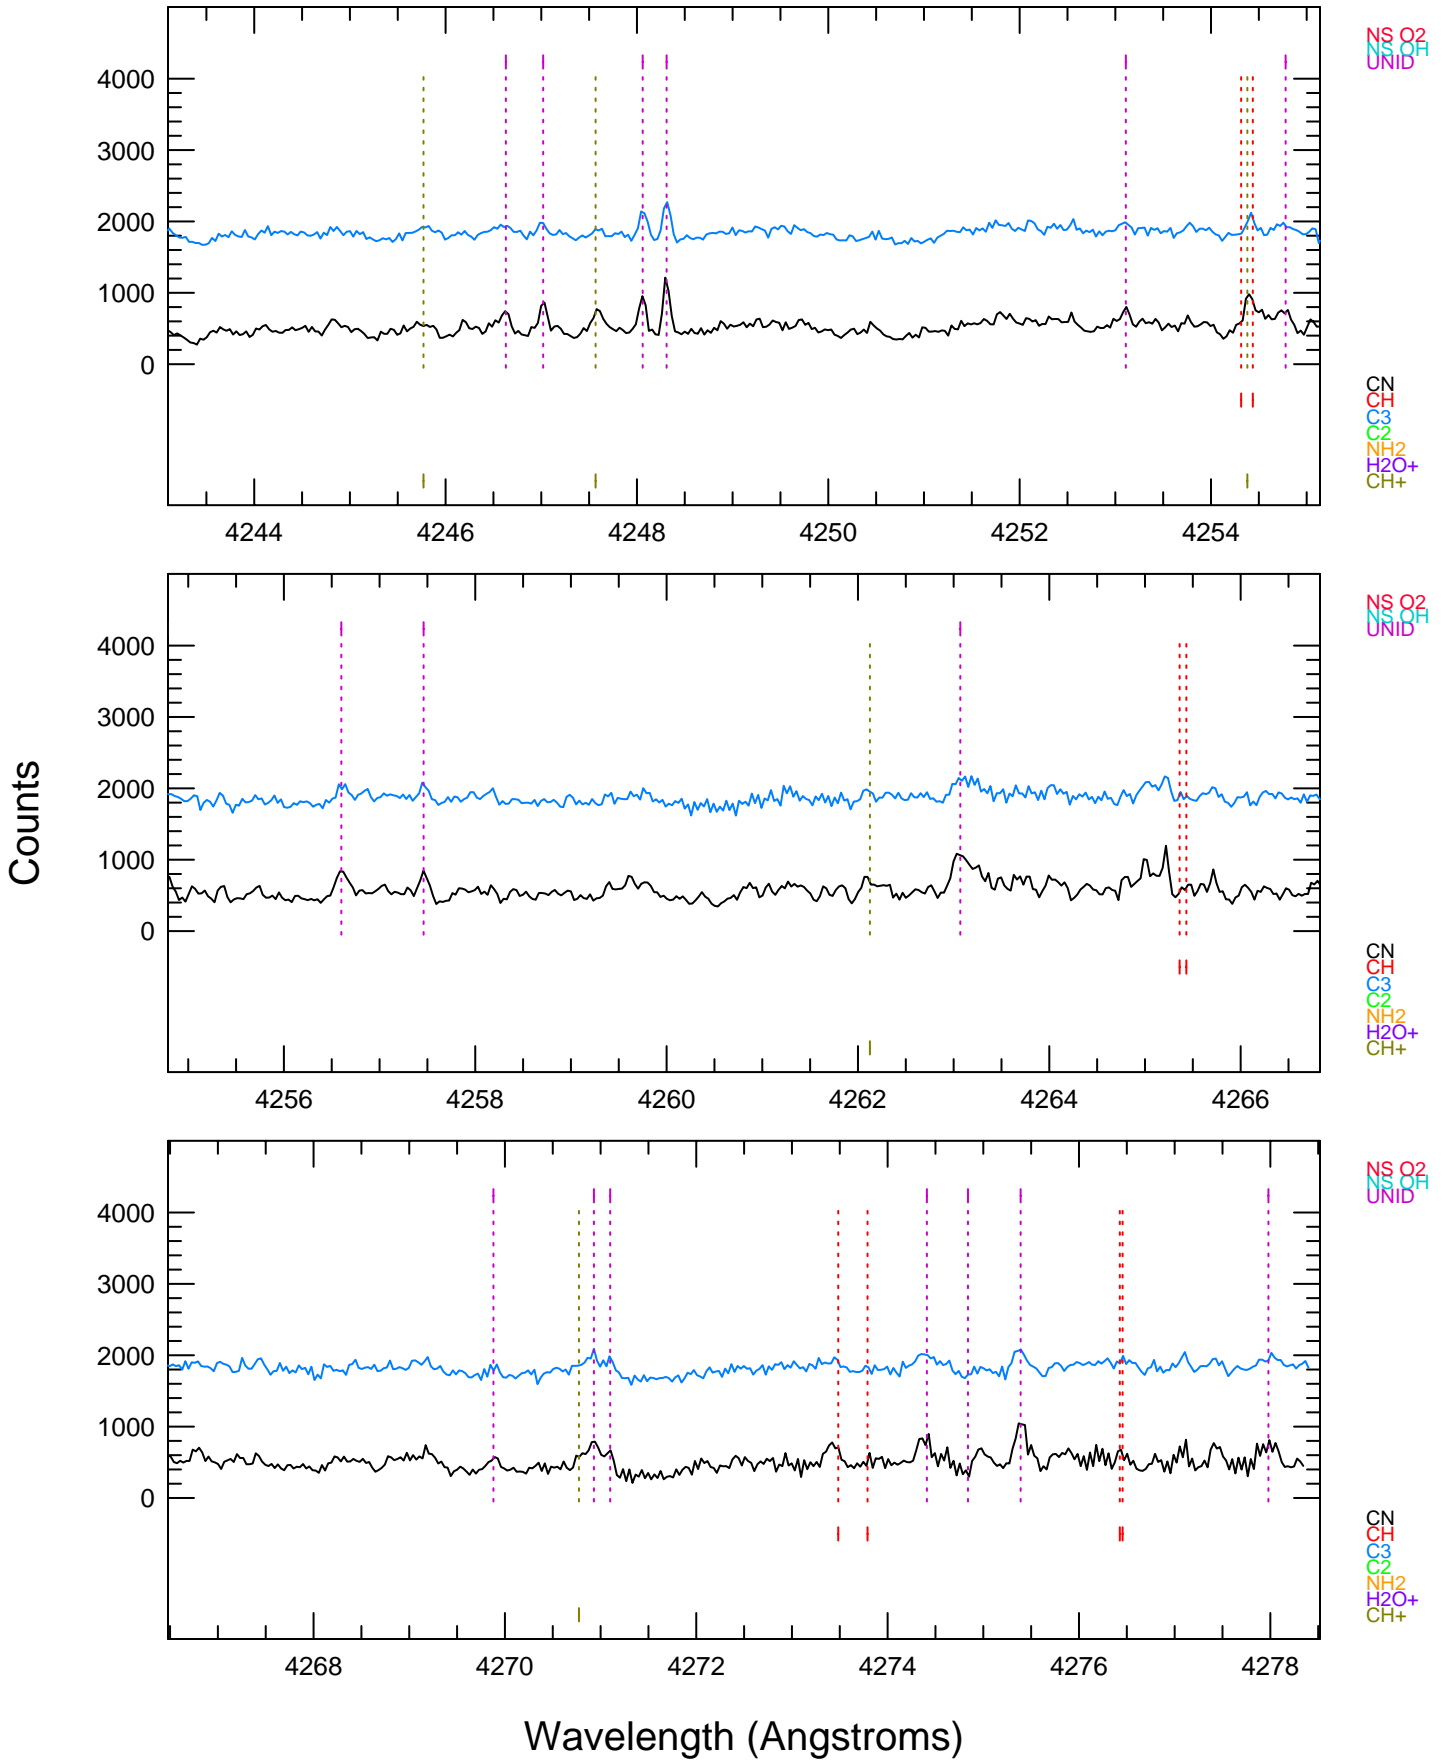 NS O2
NS OH
UNID
4000
3000
2000
1000
0
CN
CH
C3
C2
NH2
H2O+
CH+
4244 4246 4248 4250 4252 4254
NS O2
NS OH
UNID
4000
3000
2000
1000
0
Counts
CN
CH
C3
C2
NH2
H2O+
CH+
4256 4258 4260 4262 4264 4266
NS O2
NS OH
UNID
4000
3000
2000
1000
0
CN
CH
C3
C2
NH2
H2O+
CH+
4268 4270 4272 4274 4276 4278
Wavelength (Angstroms)